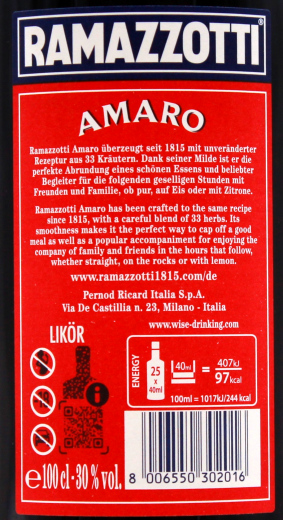 RAMAZZOTTI®
AMARO
Ramazzotti Amaro überzeugt seit 1815 mit unveränderter
Rezeptur aus 33 Kräutern. Dank seiner Milde ist er die
perfekte Abrundung eines schönen Essens und beliebter
Begleiter für die folgenden geselligen Stunden mit
Freunden und Familie, ob pur, auf Eis oder mit Zitrone.
Ramazzotti Amaro has been crafted to the same recipe
since 1815, with a careful blend of 33 herbs. Its
smoothness makes it the perfect way to cap off a good
meal as well as a popular accompaniment for enjoying the
company of family and friends in the hours that follow,
whether straight, on the rocks or with lemon.
www.ramazzotti1815.com/de
Pernod Ricard Italia S.p.A.
Via De Castillia n. 23, Milano - Italia
www.wise-drinking.com
LIKÖR
ENERGY
25
x
40ml
40ml
= 407kJ
97kcal
100ml = 1017kJ/244 kcal
e 100 cl · 30 % vol.
8 006550 302016